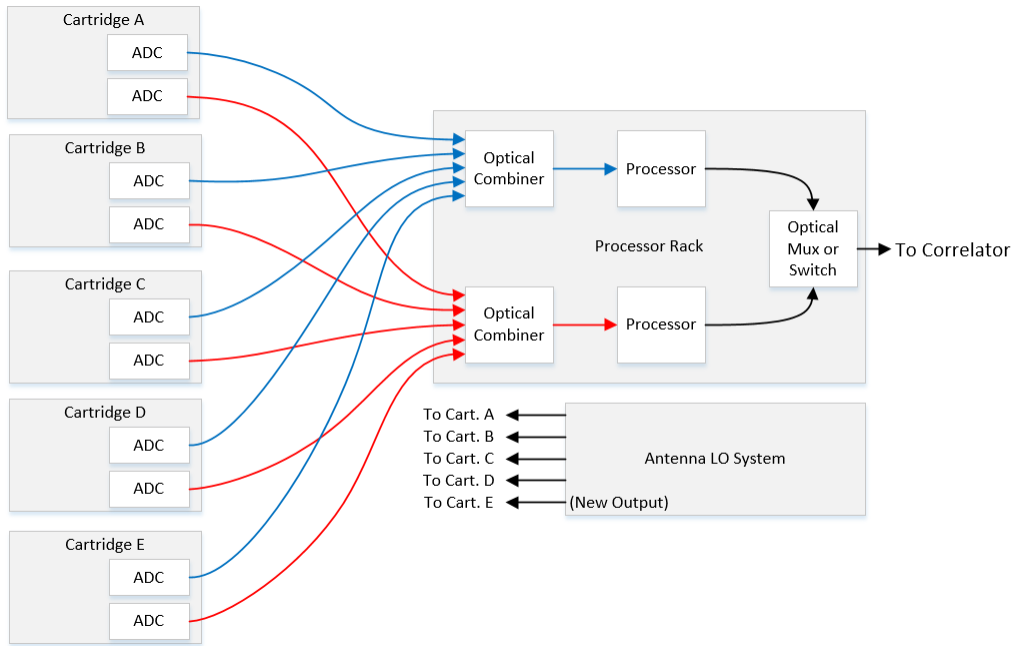 Cartridge A
ADC
ADC
Cartridge B
ADC
ADC
Cartridge C
ADC
ADC
Cartridge D
ADC
ADC
Cartridge E
ADC
ADC
Optical
Combiner
Processor
Optical
Mux or
Switch
To Correlator
Processor Rack
Optical
Combiner
Processor
To Cart. A
To Cart. B
To Cart. C
To Cart. D
To Cart. E
Antenna LO System
(New Output)